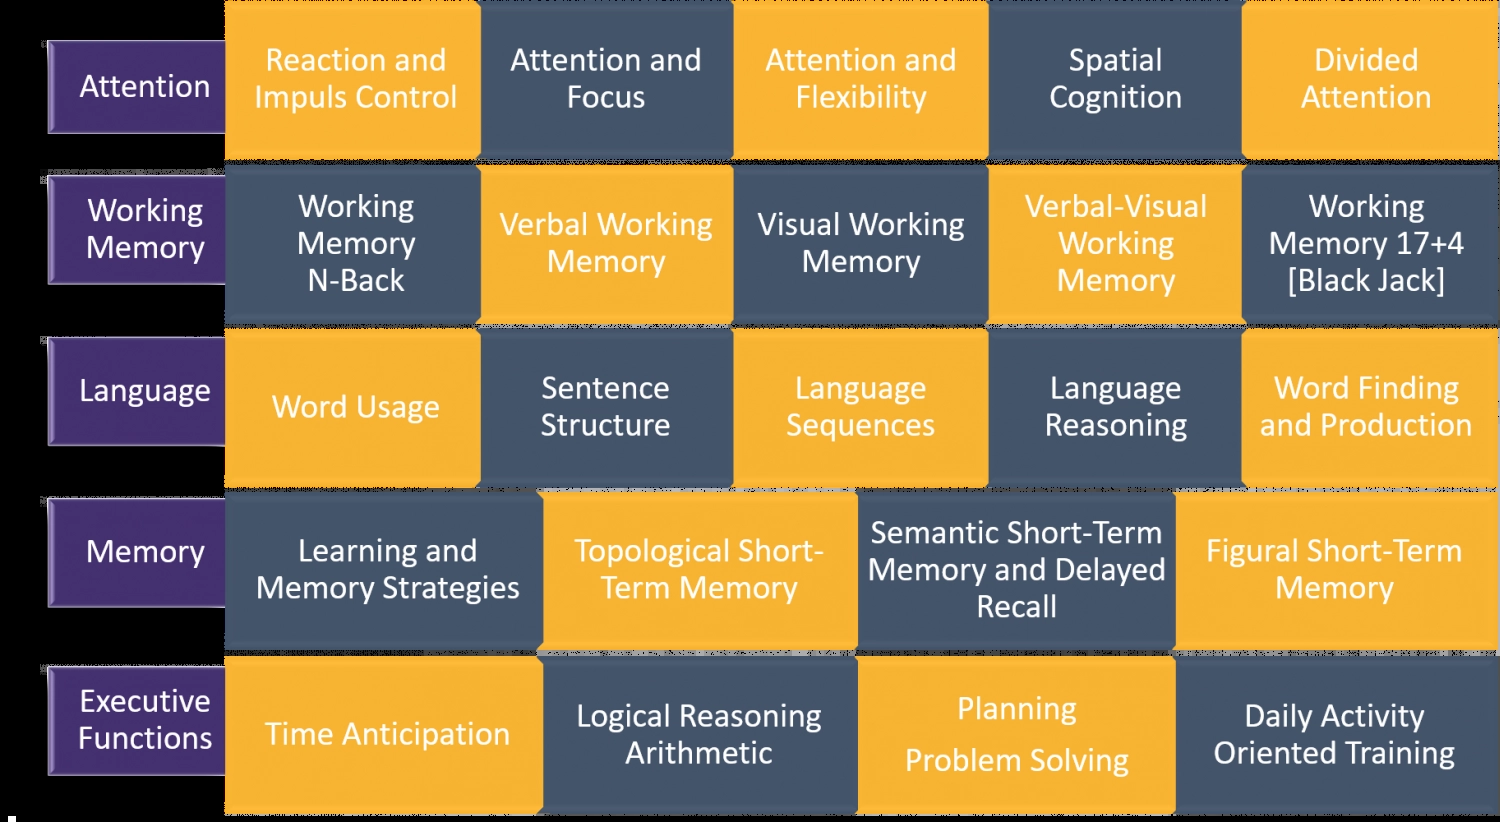 Attention
Reaction and
Impuls Control
Attention and
Focus
Attention and
Flexibility
Spatial
Cognition
Divided
Attention
Working
Memory
Working
Memory
N-Back
Verbal Working
Memory
Visual Working
Memory
Verbal-Visual
Working
Memory
Working
Memory 17+4
[Black Jack]
Language
Word Usage
Sentence
Structure
Language
Sequences
Language
Reasoning
Word Finding
and Production
Memory
Learning and
Memory Strategies
Topological Short-
Term Memory
Semantic Short-Term
Memory and Delayed
Recall
Figural Short-Term
Memory
Executive
Functions
Time Anticipation
Logical Reasoning
Arithmetic
Planning
Problem Solving
Daily Activity
Oriented Training